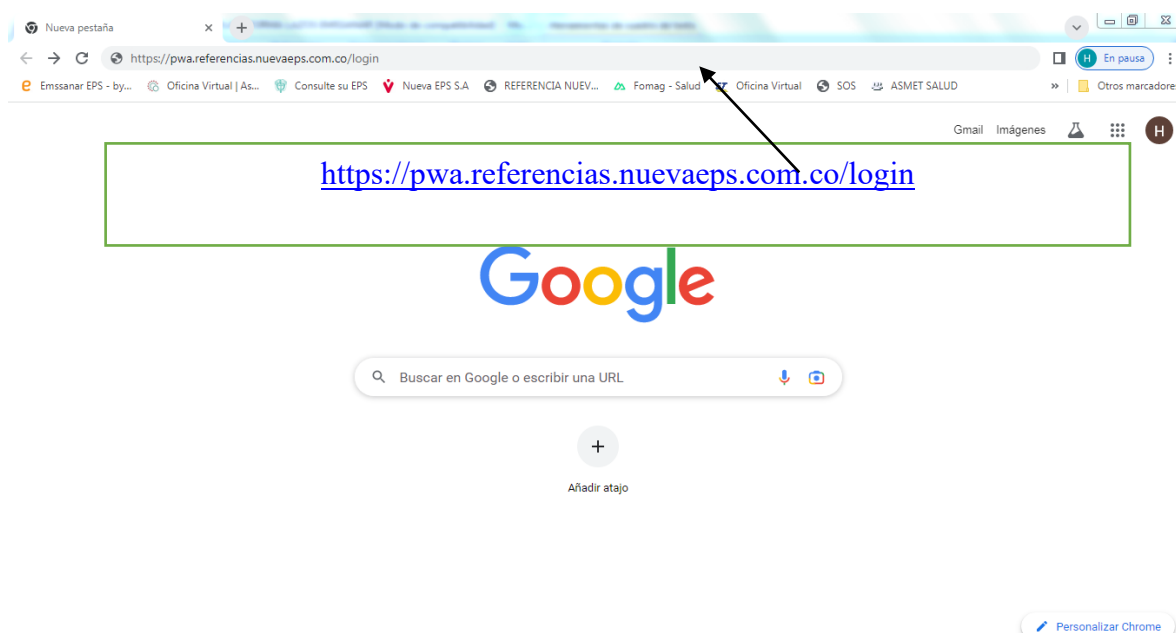 Nueva pestaña
https://pwa.referencias.nuevaeps.com.co/login
H En pausa
Emssanar EPS - by... Oficina Virtual | As... Consulte su EPS Nueva EPS S.A REFERENCIA NUEV... Fomag - Salud Oficina Virtual SOS ASMET SALUD » Otros marcadores
Gmail Imágenes H
https://pwa.referencias.nuevaeps.com.co/login
Google
Buscar en Google o escribir una URL
Añadir atajo
Personalizar Chrome